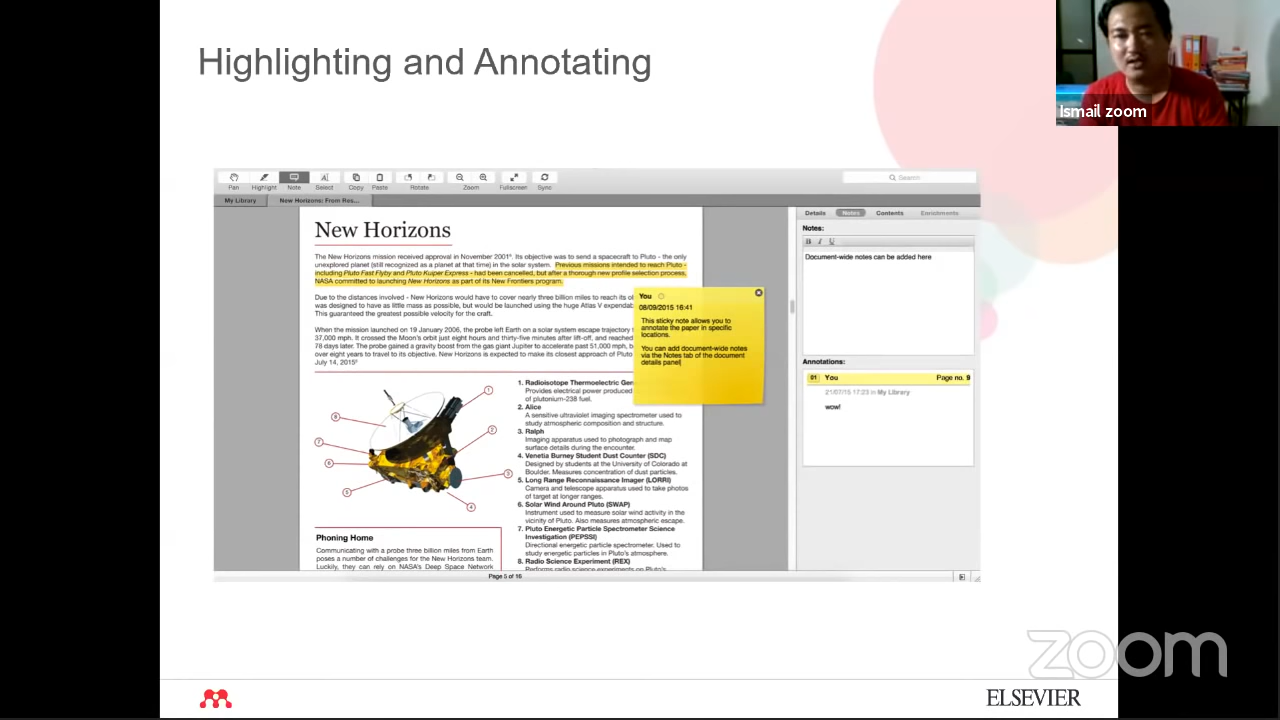 Highlighting and Annotating
Ismail zoom
Pan Highlight Note Select Copy Paste Rotate Zoom Fullscreen Sync
Search
My Library New Horizons: From Res...
New Horizons
The New Horizons mission received approval in November 2001⁶. Its objective was to send a spacecraft to Pluto - the only
unexplored planet (still recognized as a planet at that time) in the solar system. Previous missions intended to reach Pluto -
including Pluto Fast Flyby and Pluto Kuiper Express - had been cancelled, but after a thorough new profile selection process,
NASA committed to launching New Horizons as part of its New Frontiers program.
Due to the distances involved - New Horizons would have to cover nearly three billion miles to reach its
was designed to have as little mass as possible, but would be launched using the huge Atlas V
This guaranteed the greatest possible velocity for the craft.
When the mission launched on 19 January 2006, the probe left Earth on a solar system escape trajectory
37,000 mph. It crossed the Moon's orbit just eight hours and thirty-five minutes after lift-off, and reached
78 days later. The probe gained a gravity boost from the gas giant Jupiter to accelerate past 51,000 mph,
over eight years to travel to its objective. New Horizons is expected to make its closest approach of Pluto
July 14, 2015
You
08/09/2015 16:41
This sticky note allows you to
annotate the paper in specific
locations.
You can add document-wide notes
via the Notes tab of the document
details panel
1 2 3 4 5 6 7 8
1. Radioisotope Thermoelectric Gen
Provides electrical power produced
of plutonium-238 fuel.
2. Alice
A sensitive ultraviolet imaging spectrometer used to
study atmospheric composition and structure.
3. Ralph
Imaging apparatus used to photograph and map
surface details during the encounter.
4. Venetia Burney Student Dust Counter (SDC)
Designed by students at the University of Colorado at
Boulder. Measures concentration of dust particles.
5. Long Range Reconnaissance Imager (LORRI)
Camera and telescope apparatus used to take photos
of target at longer ranges.
6. Solar Wind Around Pluto (SWAP)
Instrument used to measure solar wind activity in the
vicinity of Pluto. Also measures atmospheric escape.
7. Pluto Energetic Particle Spectrometer Science
Investigation (PEPSSI)
Directional energetic particle spectrometer. Used to
study energetic particles in Pluto's atmosphere.
8. Radio Science Experiment (REX)
Performs radio science experiments on Pluto's
Phoning Home
Communicating with a probe three billion miles from Earth
poses a number of challenges for the New Horizons team.
Luckily, they can rely on NASA's Deep Space Network
Page 5 of 16
Details Notes Contents Enrichments
Notes:
B I U
Document-wide notes can be added here
Annotations:
01 You Page no. 9
21/07/15 17:23 in My Library
wow!
zoom
ELSEVIER